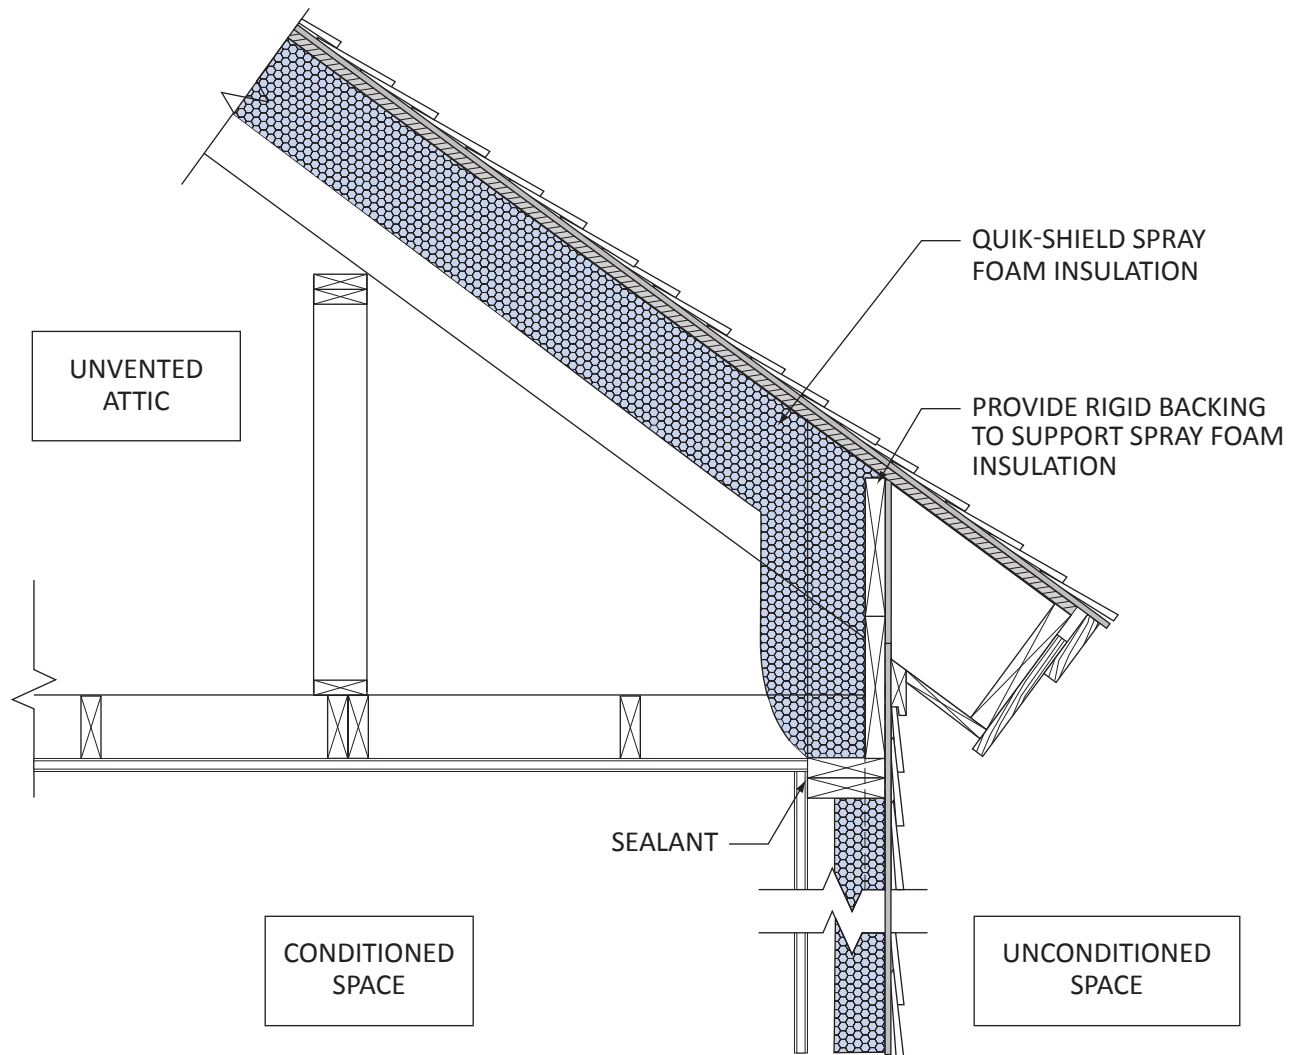 QUIK-SHIELD SPRAY
FOAM INSULATION
UNVENTED
ATTIC
PROVIDE RIGID BACKING
TO SUPPORT SPRAY FOAM
INSULATION
SEALANT
CONDITIONED
SPACE
UNCONDITIONED
SPACE